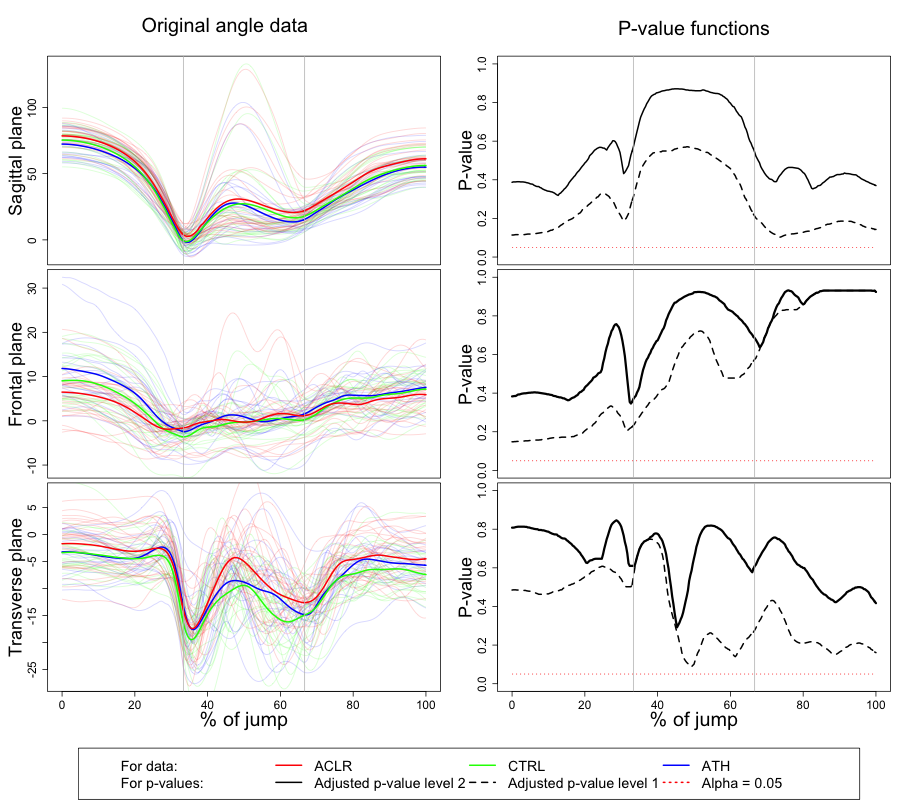 Original angle data
P-value functions
Sagittal plane
0 50 100
P-value
0.0 0.2 0.4 0.6 0.8 1.0
Frontal plane
-10 0 10 20 30
P-value
0.0 0.2 0.4 0.6 0.8 1.0
Transverse plane
-25 -15 -5 0 5
P-value
0.0 0.2 0.4 0.6 0.8 1.0
0 20 40 60 80 100
% of jump
0 20 40 60 80 100
% of jump
For data: ACLR CTRL ATH
For p-values: Adjusted p-value level 2 Adjusted p-value level 1 Alpha = 0.05